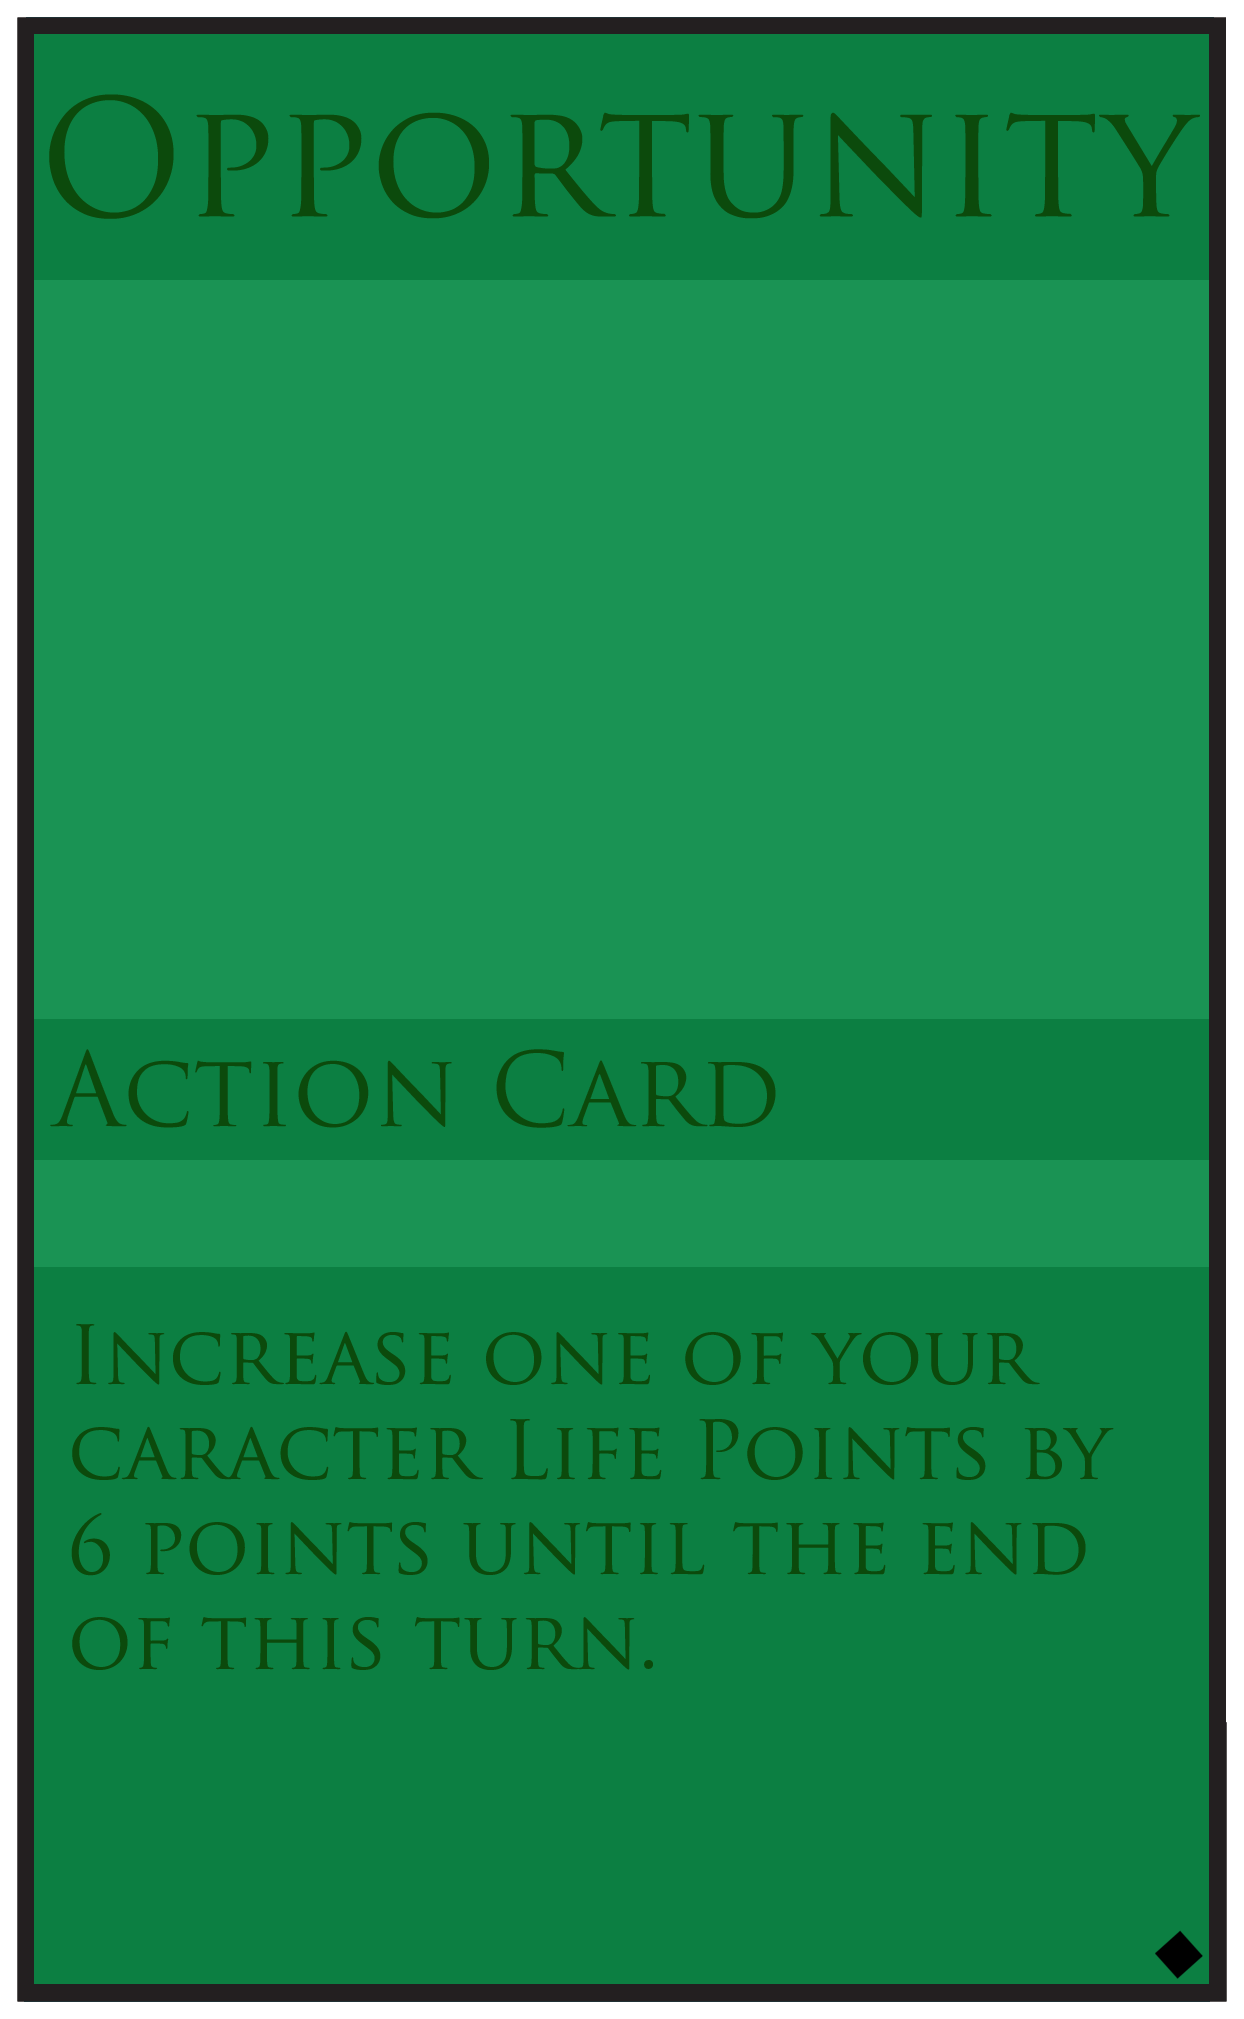 Opportunity
Action Card
Increase one of your
caracter Life Points by
6 points until the end
of this turn.